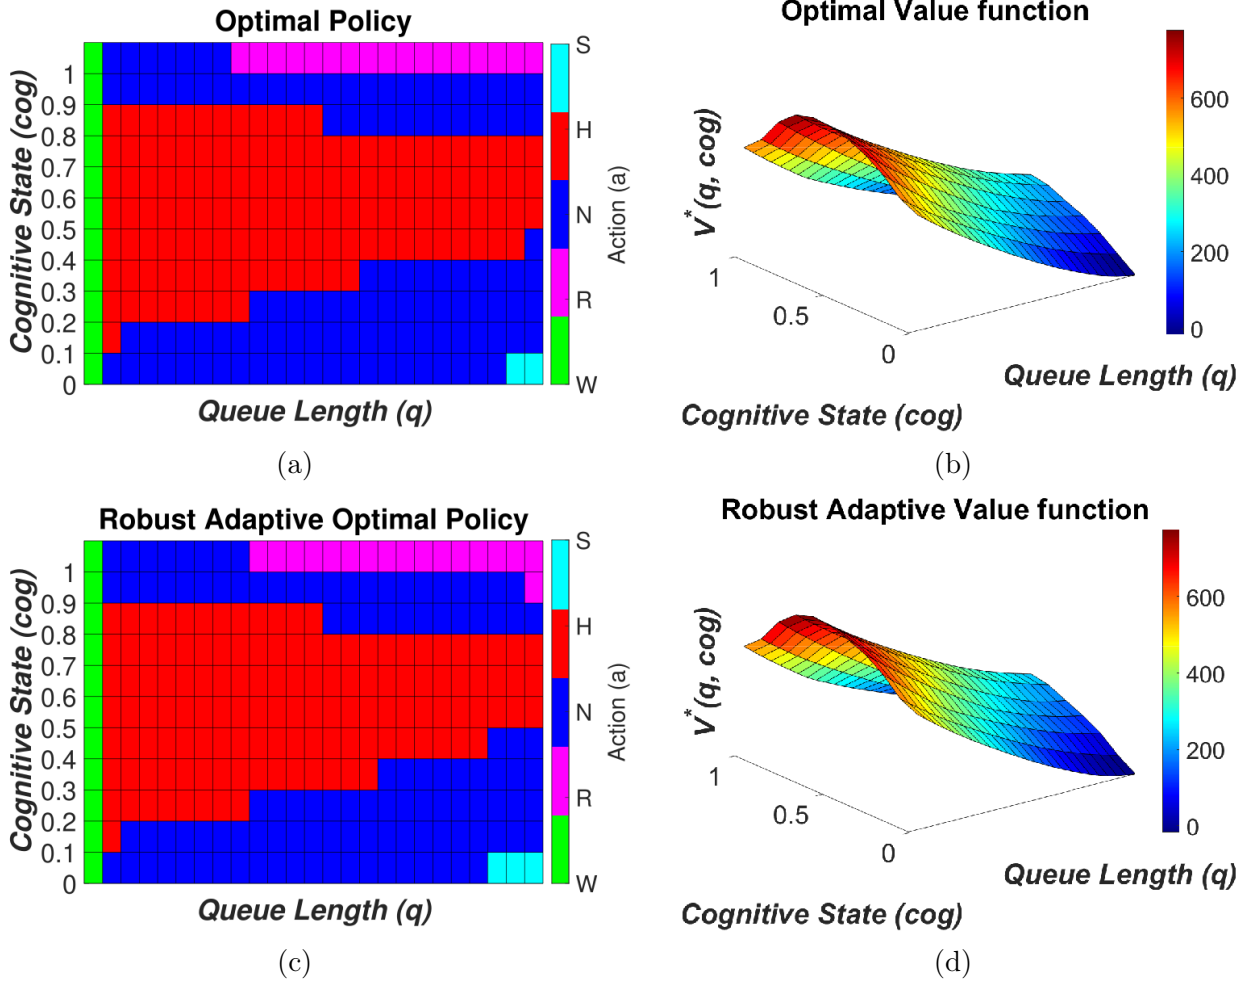 Optimal Policy
Cognitive State (cog)
1
0.9
0.8
0.7
0.6
0.5
0.4
0.3
0.2
0.1
0
Queue Length (q)
S
H
N
R
W
Action (a)
(a)
Optimal Value function
V*(q, cog)
1
0.5
0
Cognitive State (cog)
Queue Length (q)
600
400
200
0
(b)
Robust Adaptive Optimal Policy
Cognitive State (cog)
1
0.9
0.8
0.7
0.6
0.5
0.4
0.3
0.2
0.1
0
Queue Length (q)
S
H
N
R
W
Action (a)
(c)
Robust Adaptive Value function
V*(q, cog)
1
0.5
0
Cognitive State (cog)
Queue Length (q)
600
400
200
0
(d)